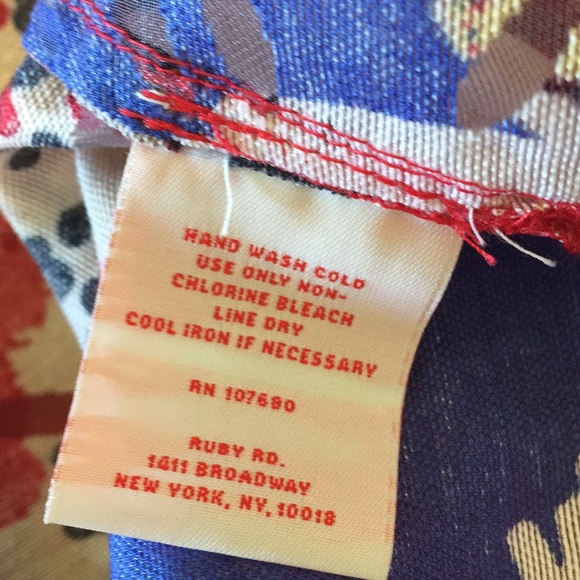 HAND WASH COLD
USE ONLY NON-
CHLORINE BLEACH
LINE DRY
COOL IRON IF NECESSARY
RN 107690
RUBY RD.
1411 BROADWAY
NEW YORK, NY, 10018